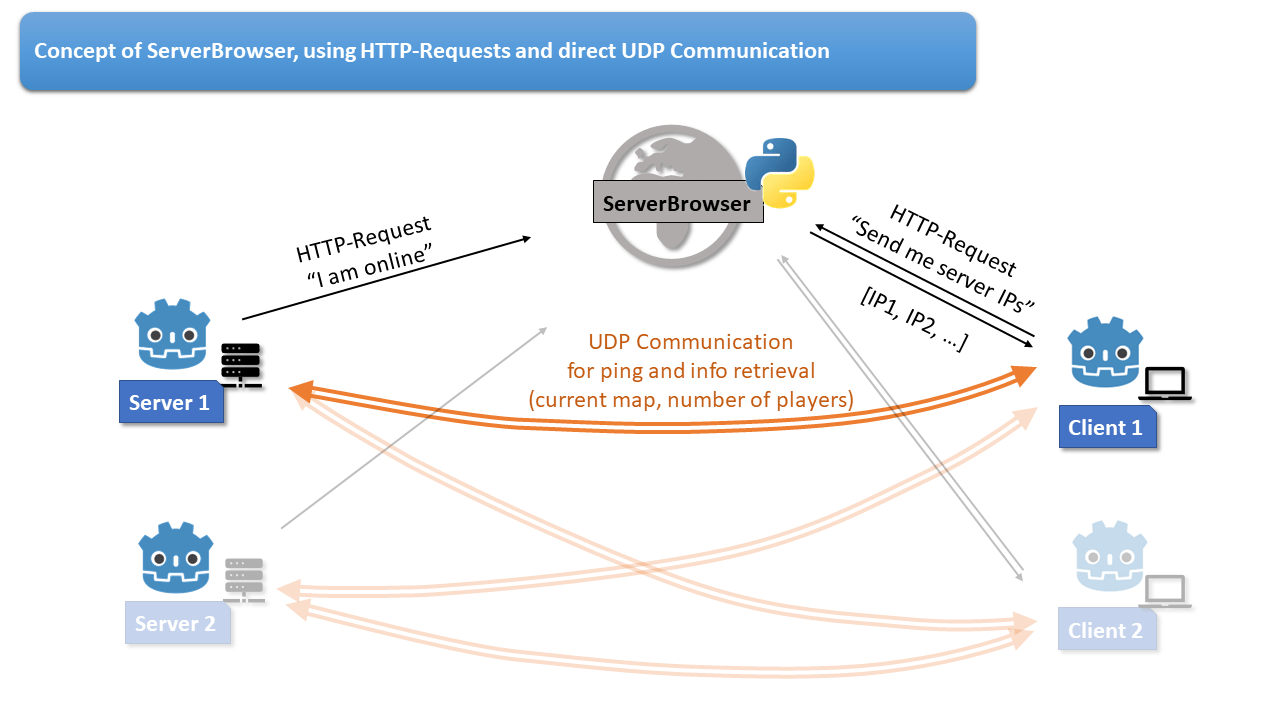 Concept of ServerBrowser, using HTTP-Requests and direct UDP Communication
ServerBrowser
HTTP-Request
“I am online”
HTTP-Request
“Send me server IPs”
[IP1, IP2, …]
UDP Communication
for ping and info retrieval
(current map, number of players)
Server 1
Client 1
Server 2
Client 2